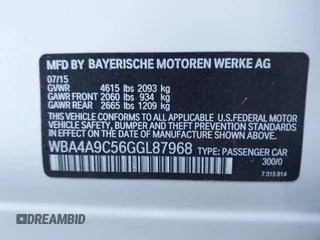 MFD BY BAYERISCHE MOTOREN WERKE AG
07/15
GVWR 4615 lbs 2093 kg
GAWR FRONT 2060 lbs 934 kg
GAWR REAR 2665 lbs 1209 kg
THIS VEHICLE CONFORMS TO ALL APPLICABLE U.S. FEDERAL MOTOR
VEHICLE SAFETY, BUMPER, AND THEFT PREVENTION STANDARDS IN
EFFECT ON THE DATE OF MANUFACTURE SHOWN ABOVE.
WBA4A9C56GGL87968 TYPE: PASSENGER CAR
300/0
7 315 814
DREAMBID